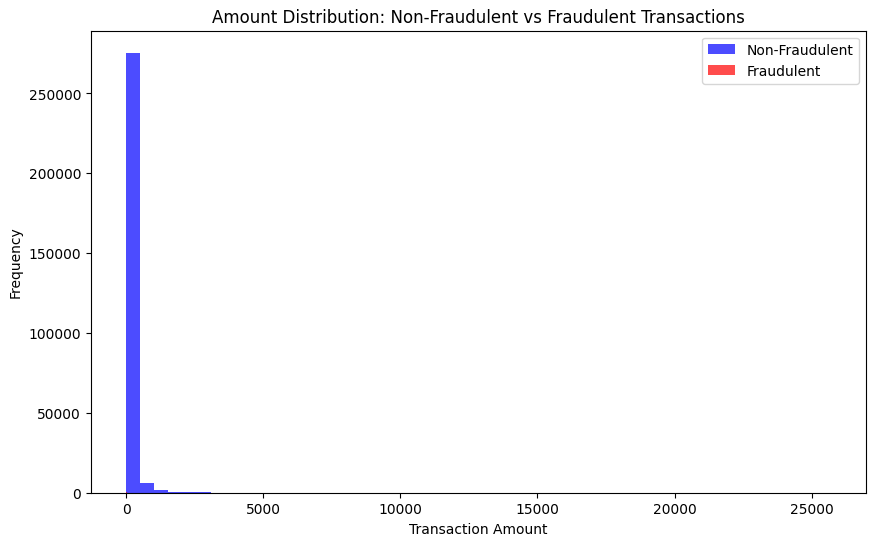 Amount Distribution: Non-Fraudulent vs Fraudulent Transactions
Non-Fraudulent
Fraudulent
250000
200000
150000
100000
50000
0
Frequency
0 5000 10000 15000 20000 25000
Transaction Amount